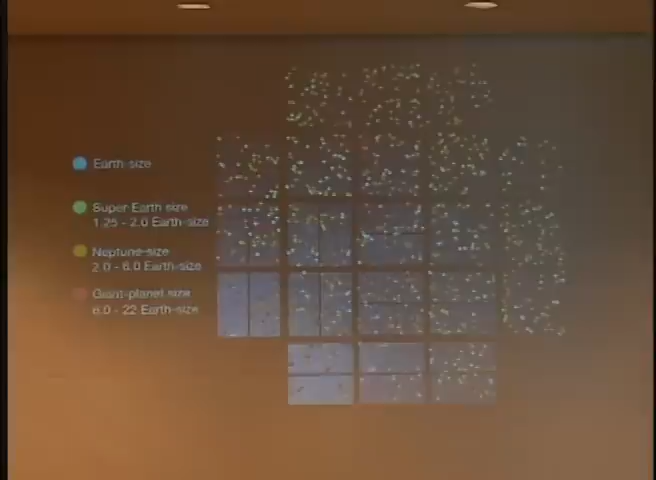 Earth-size
Super Earth size
1.25 - 2.0 Earth-size
Neptune-size
2.0 - 6.0 Earth-size
Giant-planet size
6.0 - 22 Earth-size